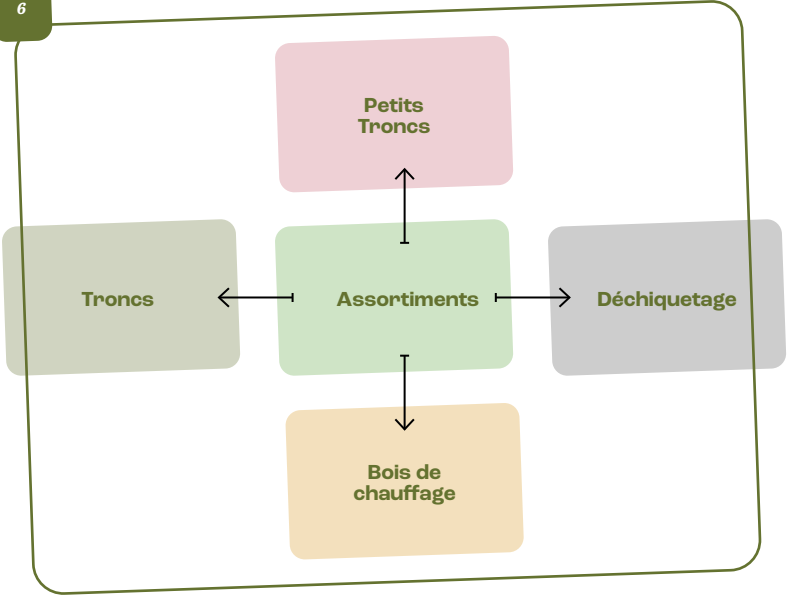 6
Petits
Troncs
Troncs
Assortiments
Déchiquetage
Bois de
chauffage